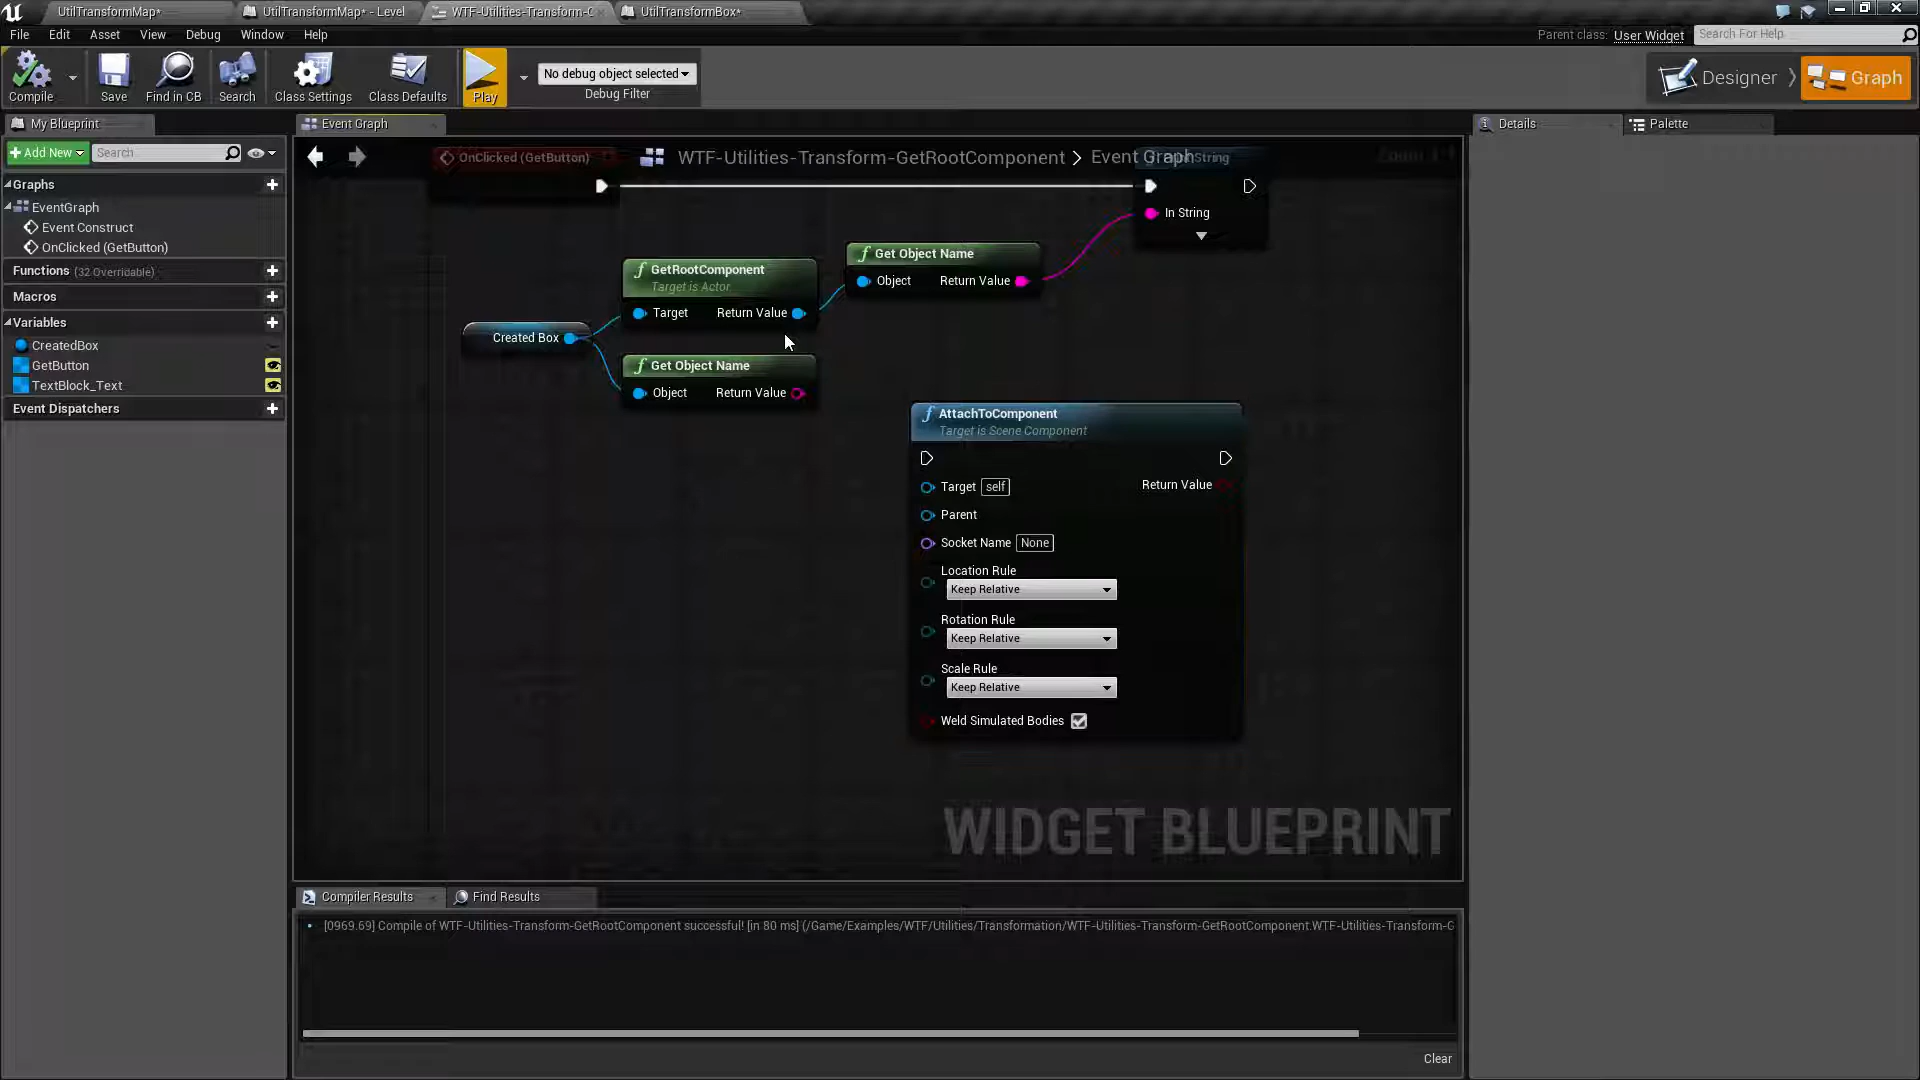 UtilTransformMap*
UtilTransformMap* - Level
WTF-Utilities-Transform-G
UtilTransformBox*
File Edit Asset View Debug Window Help
Parent class: User Widget
Search For Help
Compile
Save
Find in CB
Search
Class Settings
Class Defaults
Play
No debug object selected
Debug Filter
Designer
Graph
My Blueprint
Event Graph
Details
Palette
Add New
Search
OnClicked (GetButton)
WTF-Utilities-Transform-GetRootComponent > Event Graph
String
Graphs
EventGraph
Event Construct
OnClicked (GetButton)
Functions (32 Overridable)
Macros
Variables
CreatedBox
GetButton
TextBlock_Text
Event Dispatchers
In String
Get Object Name
Object Return Value
GetRootComponent
Target is Actor
Target Return Value
Created Box
Get Object Name
Object Return Value
AttachToComponent
Target is Scene Component
Target self
Return Value
Parent
Socket Name None
Location Rule
Keep Relative
Rotation Rule
Keep Relative
Scale Rule
Keep Relative
Weld Simulated Bodies
WIDGET BLUEPRINT
Compiler Results
Find Results
[0969.69] Compile of WTF-Utilities-Transform-GetRootComponent successful! [in 80 ms] (/Game/Examples/WTF/Utilities/Transformation/WTF-Utilities-Transform-GetRootComponent.WTF-Utilities-Transform-G
Clear